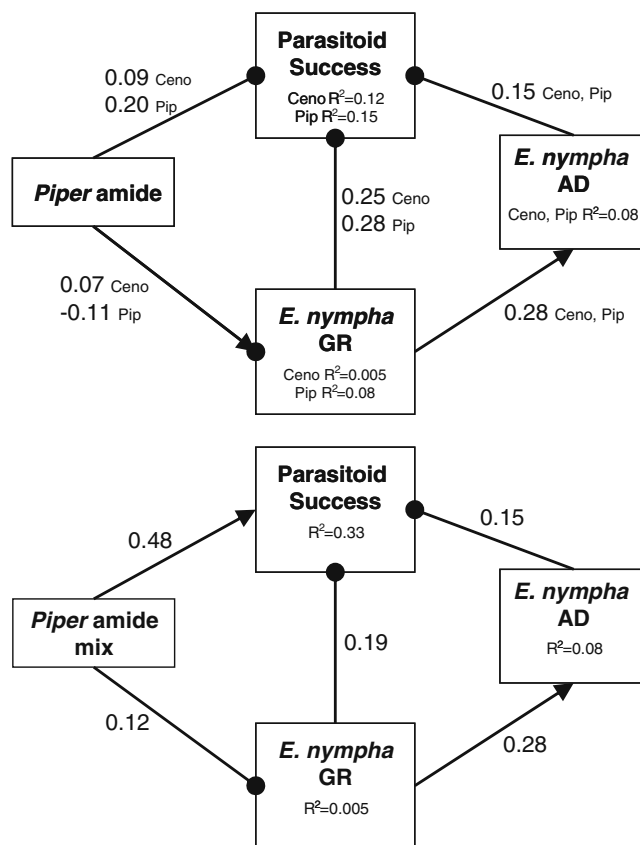 Parasitoid
Success
Ceno R²=0.12
Pip R²=0.15
0.09 Ceno
0.20 Pip
0.15 Ceno, Pip
Piper amide
E. nympha
AD
Ceno, Pip R²=0.08
0.25 Ceno
0.28 Pip
0.07 Ceno
-0.11 Pip
E. nympha
GR
Ceno R²=0.005
Pip R²=0.08
0.28 Ceno, Pip
Parasitoid
Success
R²=0.33
0.48
0.15
Piper amide
mix
E. nympha
AD
R²=0.08
0.19
0.12
E. nympha
GR
R²=0.005
0.28